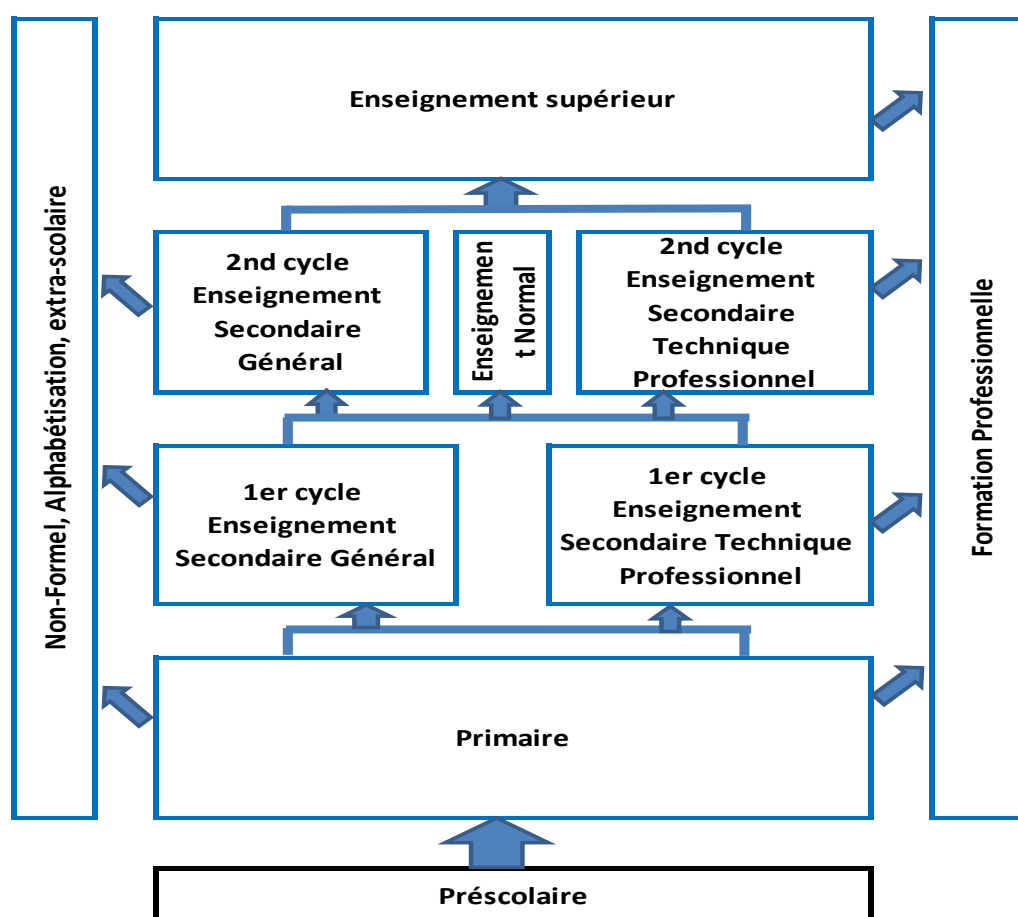 Enseignement supérieur
Non-Formel, Alphabétisation, extra-scolaire
Formation Professionnelle
2nd cycle
Enseignement
Secondaire
Général
Enseignemen
t Normal
2nd cycle
Enseignement
Secondaire
Technique
Professionnel
1er cycle
Enseignement
Secondaire Général
1er cycle
Enseignement
Secondaire Technique
Professionnel
Primaire
Préscolaire